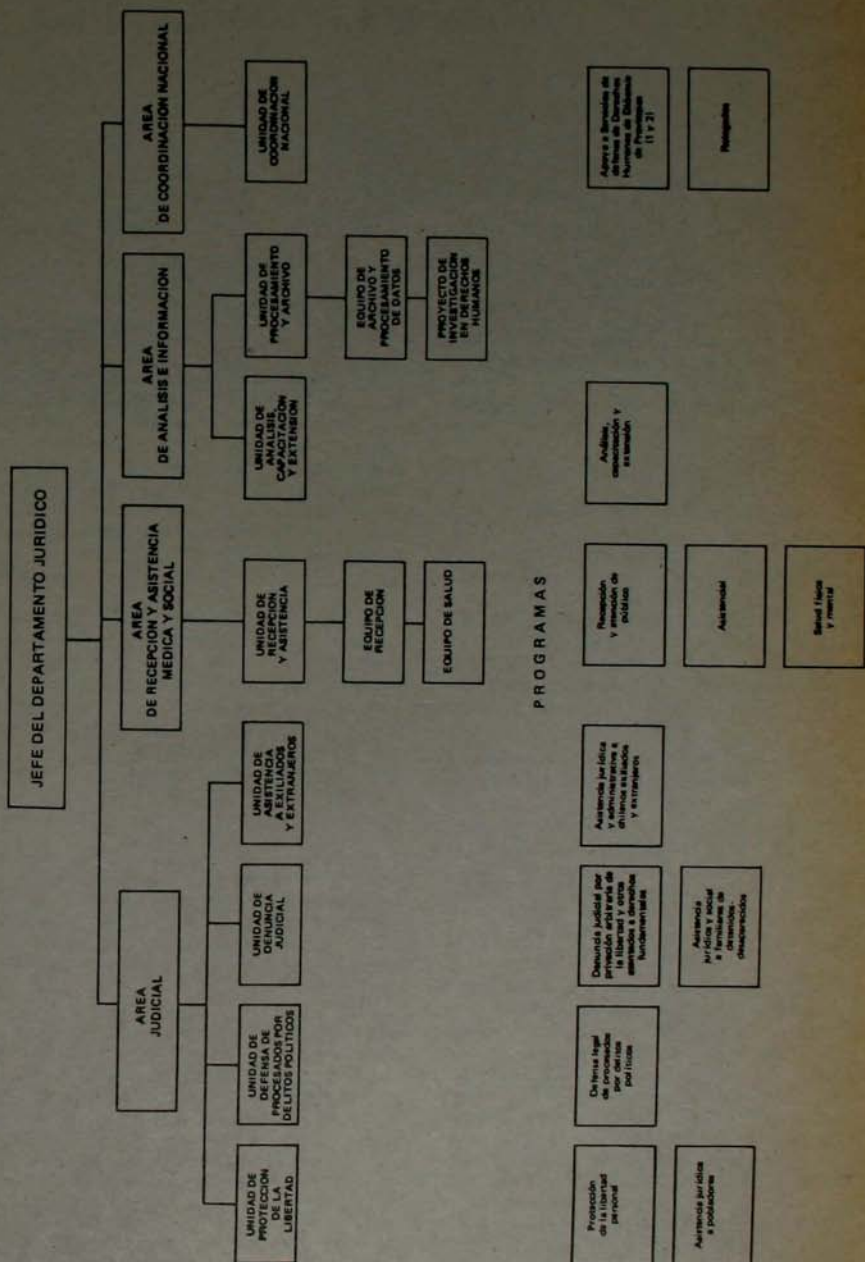 JEFE DEL DEPARTAMENTO JURIDICO
AREA
JUDICIAL
AREA
DE RECEPCION Y ASISTENCIA
MEDICA Y SOCIAL
AREA
DE ANALISIS E INFORMACION
AREA
DE COORDINACION NACIONAL
UNIDAD DE
PROTECCION
DE LA
LIBERTAD
UNIDAD DE
DEFENSA DE
PROCESADOS POR
DELITOS POLITICOS
UNIDAD DE
DENUNCIA
JUDICIAL
UNIDAD DE
ASISTENCIA
A EXILIADOS
Y EXTRANJEROS
UNIDAD DE
RECEPCION
Y ASISTENCIA
UNIDAD DE
ANALISIS,
CAPACITACION
Y EXTENSION
UNIDAD DE
PROCESAMIENTO
Y ARCHIVO
UNIDAD DE
COORDINACION
NACIONAL
EQUIPO DE
RECEPCION
EQUIPO DE
ARCHIVO Y
PROCESAMIENTO
DE DATOS
EQUIPO DE SALUD
PROYECTO DE
INVESTIGACION
EN DERECHOS
HUMANOS
PROGRAMAS
Protección
de la libertad
personal
Defensa legal
de procesados
por delitos
políticos
Denuncia judicial por
privación arbitraria de
la libertad y otros
atentados a derechos
fundamentales
Asistencia jurídica
y administrativa a
chilenos exiliados
y extranjeros
Recepción
y atención de
público
Análisis,
capacitación y
extensión
Apoyo a Servicios de
defensa de Derechos
Humanos de Diócesis
de Provincias
(1 y 2)
Asistencia jurídica
a pobladores
Asistencia
jurídica y social
a familiares de
detenidos-
desaparecidos
Asistencial
Relegados
Salud física
y mental